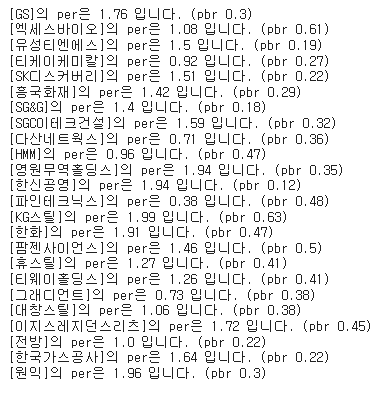 [GS]의 per은 1.76 입니다. (pbr 0.3)
[엑세스바이오]의 per은 1.08 입니다. (pbr 0.61)
[유성티엔에스]의 per은 1.5 입니다. (pbr 0.19)
[티케이케미칼]의 per은 0.92 입니다. (pbr 0.27)
[SK디스커버리]의 per은 1.51 입니다. (pbr 0.22)
[흥국화재]의 per은 1.42 입니다. (pbr 0.29)
[SG&G]의 per은 1.4 입니다. (pbr 0.18)
[SGC이테크건설]의 per은 1.59 입니다. (pbr 0.32)
[다산네트웍스]의 per은 0.71 입니다. (pbr 0.36)
[HMM]의 per은 0.96 입니다. (pbr 0.47)
[영원무역홀딩스]의 per은 1.94 입니다. (pbr 0.35)
[한신공영]의 per은 1.94 입니다. (pbr 0.12)
[파인테크닉스]의 per은 0.38 입니다. (pbr 0.48)
[KG스틸]의 per은 1.99 입니다. (pbr 0.63)
[한화]의 per은 1.91 입니다. (pbr 0.47)
[팜젠사이언스]의 per은 1.46 입니다. (pbr 0.5)
[휴스틸]의 per은 1.27 입니다. (pbr 0.41)
[티웨이홀딩스]의 per은 1.26 입니다. (pbr 0.41)
[그래디언트]의 per은 0.73 입니다. (pbr 0.38)
[대창스틸]의 per은 1.06 입니다. (pbr 0.38)
[이지스레지던스리츠]의 per은 1.72 입니다. (pbr 0.45)
[전방]의 per은 1.0 입니다. (pbr 0.22)
[한국가스공사]의 per은 1.64 입니다. (pbr 0.22)
[원익]의 per은 1.96 입니다. (pbr 0.3)